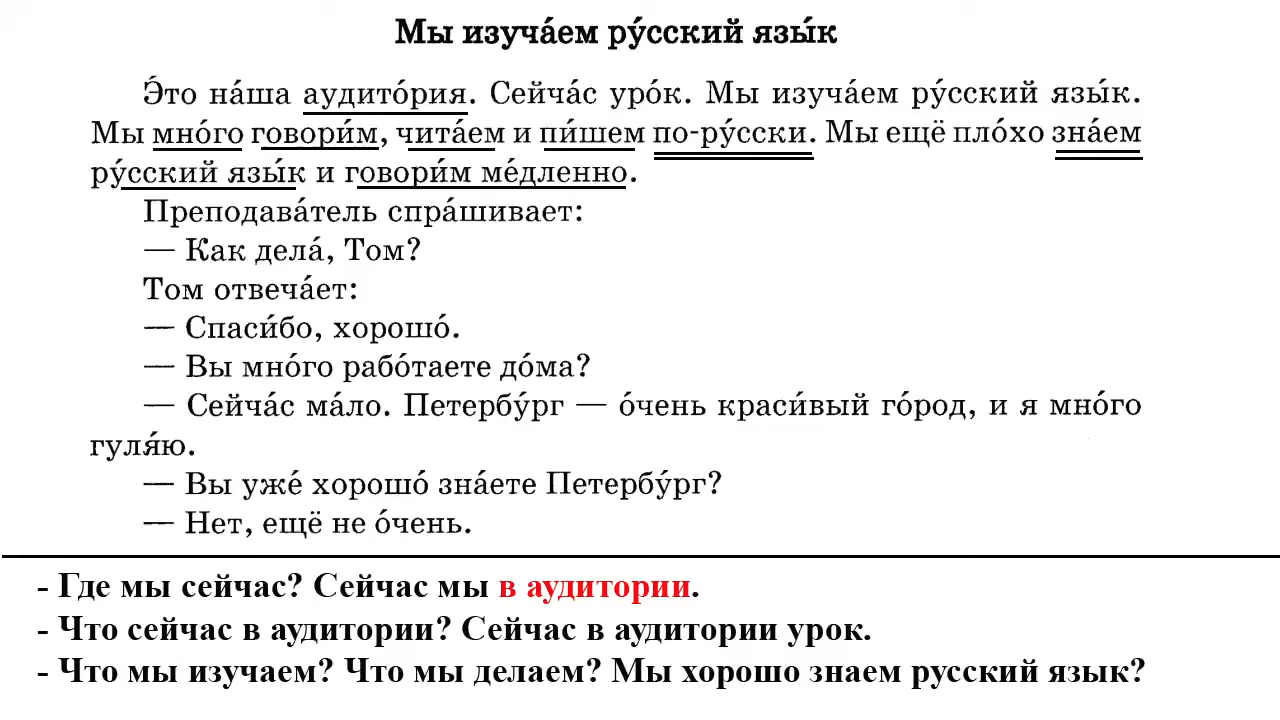 Мы изуча́ем ру́сский язы́к
Э́то на́ша аудито́рия. Сейча́с уро́к. Мы изуча́ем ру́сский язы́к.
Мы мно́го говори́м, чита́ем и пи́шем по-ру́сски. Мы ещё пло́хо зна́ем
ру́сский язы́к и говори́м ме́дленно.
Преподава́тель спра́шивает:
— Как дела́, Том?
Том отвеча́ет:
— Спаси́бо, хорошо́.
— Вы мно́го рабо́таете до́ма?
— Сейча́с ма́ло. Петербу́рг — о́чень краси́вый го́род, и я мно́го
гуля́ю.
— Вы уже́ хорошо́ зна́ете Петербу́рг?
— Нет, ещё не о́чень.
- Где мы сейчас? Сейчас мы в аудитории.
- Что сейчас в аудитории? Сейчас в аудитории урок.
- Что мы изучаем? Что мы делаем? Мы хорошо знаем русский язык?